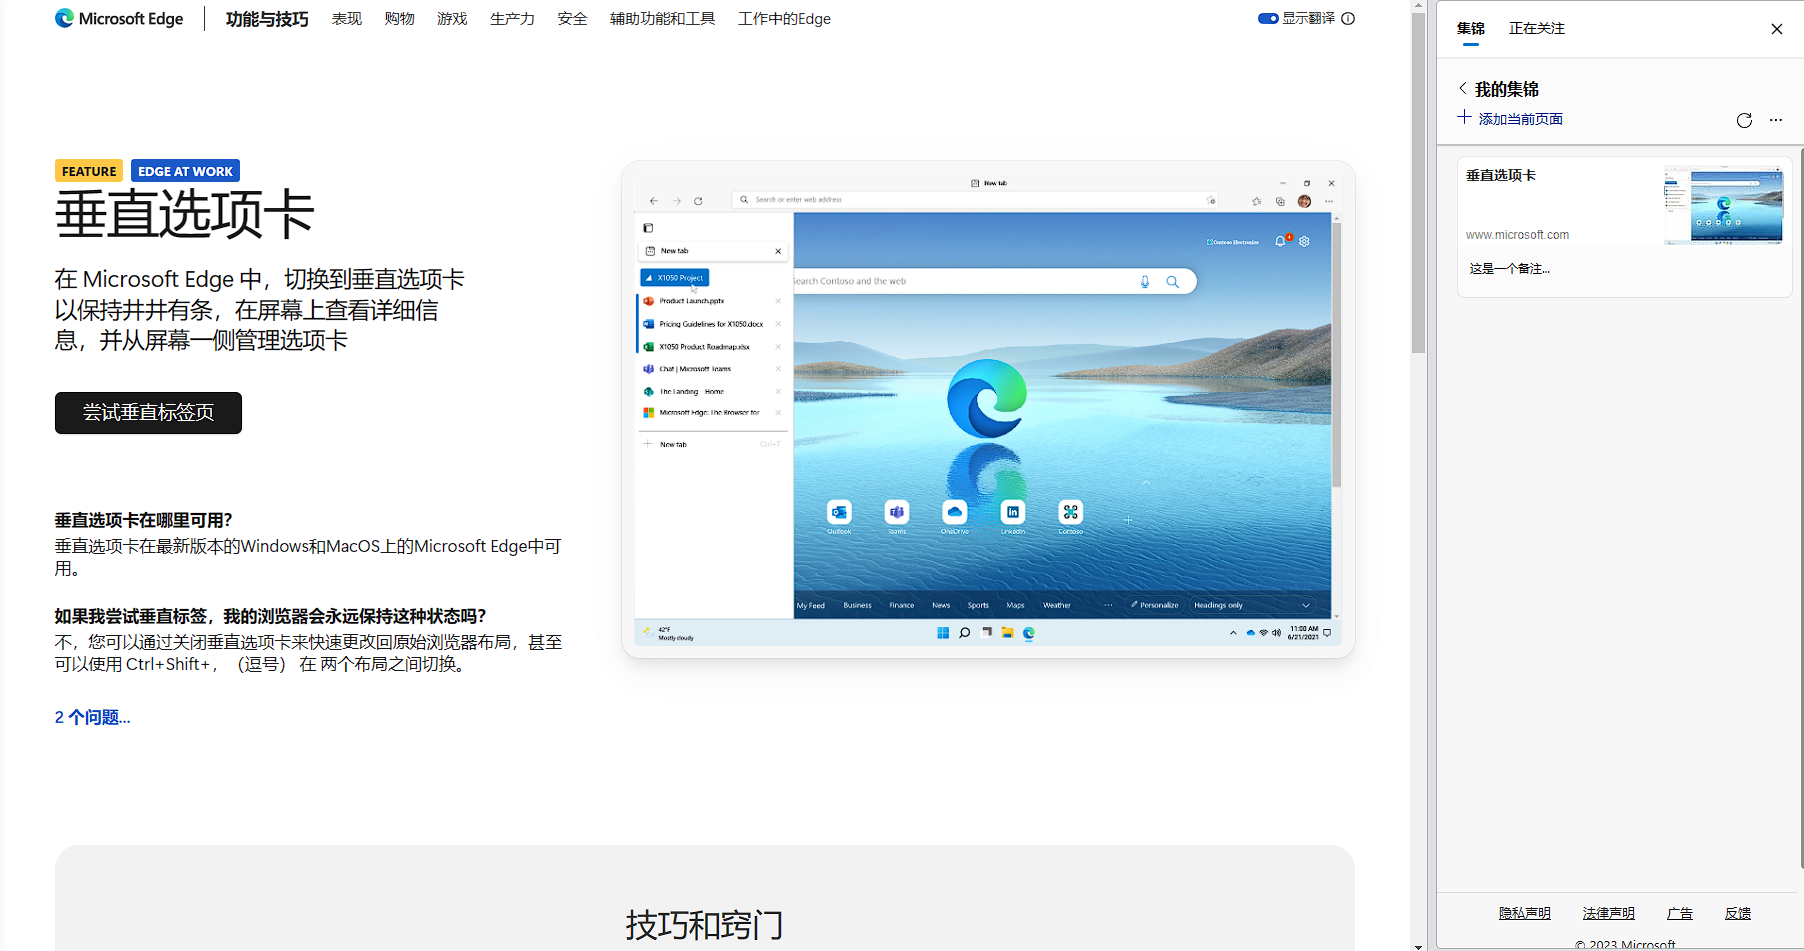 Microsoft Edge
功能与技巧
表现
购物
游戏
生产力
安全
辅助功能和工具
工作中的Edge
显示翻译
FEATURE
EDGE AT WORK
垂直选项卡
在 Microsoft Edge 中，切换到垂直选项卡
以保持井井有条，在屏幕上查看详细信
息，并从屏幕一侧管理选项卡
尝试垂直标签页
垂直选项卡在哪里可用？
垂直选项卡在最新版本的Windows和MacOS上的Microsoft Edge中可
用。
如果我尝试垂直标签，我的浏览器会永远保持这种状态吗？
不，您可以通过关闭垂直选项卡来快速更改回原始浏览器布局，甚至
可以使用 Ctrl+Shift+，（逗号） 在 两个布局之间切换。
2 个问题...
New tab
Search or enter web address
New tab
X1050 Project
Product Launch.pptx
Pricing Guidelines for X1050.docx
X1050 Product Roadmap.xlsx
Chat | Microsoft Teams
The Landing - Home
Microsoft Edge: The Browser for
New tab
Ctrl+T
Contoso Electronics
Search Contoso and the web
Outlook
Teams
OneDrive
LinkedIn
Contoso
My Feed
Business
Finance
News
Sports
Maps
Weather
Personalize
Headings only
42°F
Mostly cloudy
11:00 AM
6/21/2021
技巧和窍门
集锦
正在关注
我的集锦
添加当前页面
垂直选项卡
www.microsoft.com
这是一个备注...
隐私声明
法律声明
广告
反馈
© 2023 Microsoft